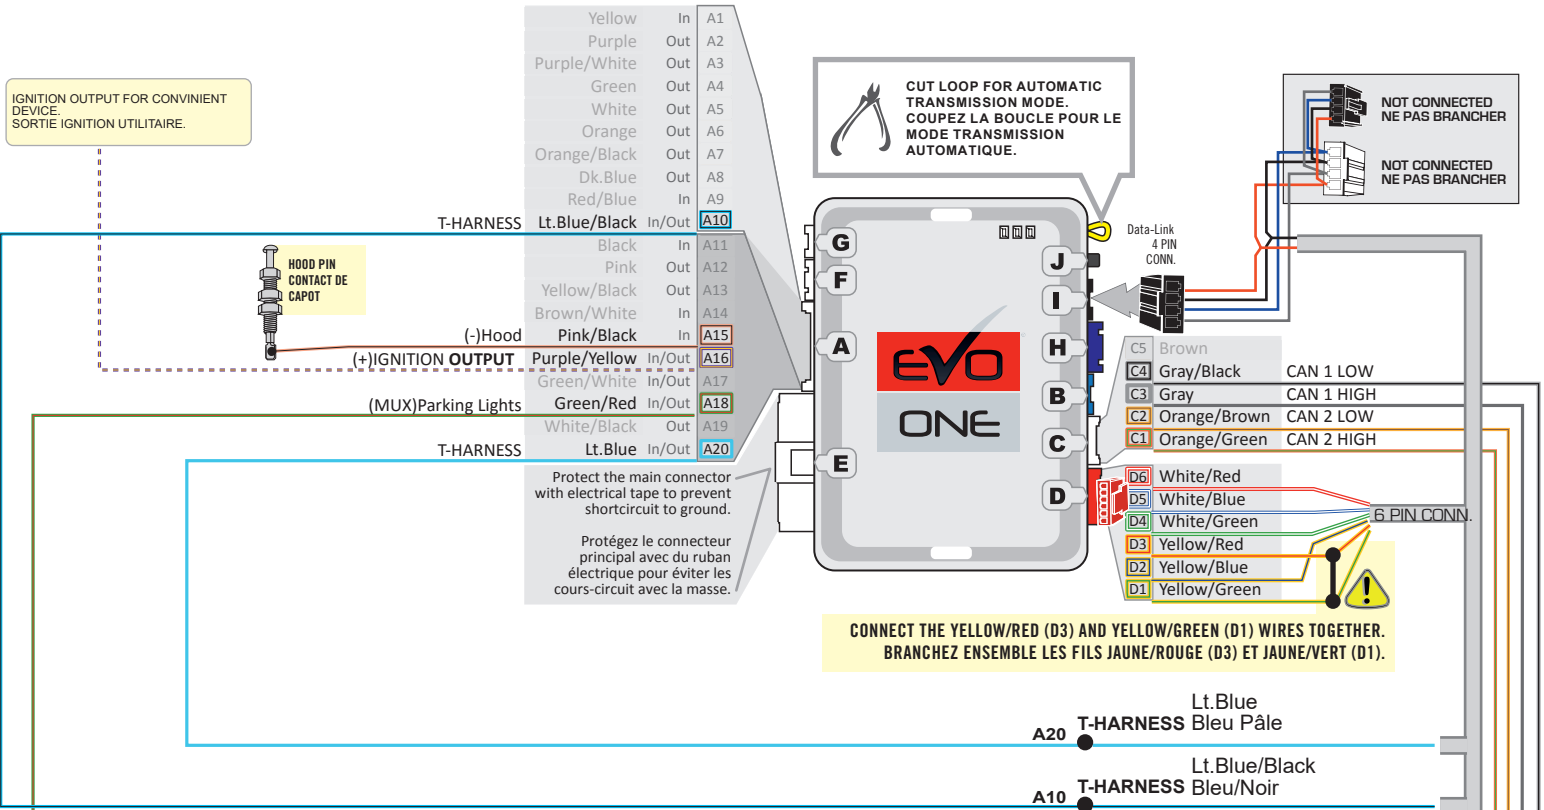 Yellow In A1
Purple Out A2
Purple/White Out A3
Green Out A4
White Out A5
Orange Out A6
Orange/Black Out A7
Dk.Blue Out A8
Red/Blue In A9
T-HARNESS Lt.Blue/Black In/Out A10
Black In A11
Pink Out A12
Yellow/Black Out A13
Brown/White In A14
(-)Hood Pink/Black In A15
(+)IGNITION OUTPUT Purple/Yellow In/Out A16
Green/White In/Out A17
(MUX)Parking Lights Green/Red In/Out A18
White/Black Out A19
T-HARNESS Lt.Blue In/Out A20
IGNITION OUTPUT FOR CONVINIENT
DEVICE.
SORTIE IGNITION UTILITAIRE.
HOOD PIN
CONTACT DE
CAPOT
Protect the main connector
with electrical tape to prevent
shortcircuit to ground.
Protégez le connecteur
principal avec du ruban
électrique pour éviter les
cours-circuit avec la masse.
CUT LOOP FOR AUTOMATIC
TRANSMISSION MODE.
COUPEZ LA BOUCLE POUR LE
MODE TRANSMISSION
AUTOMATIQUE.
G
F
A
E
J
I
H
B
C
D
EVO
ONE
Data-Link
4 PIN
CONN.
NOT CONNECTED
NE PAS BRANCHER
NOT CONNECTED
NE PAS BRANCHER
C5 Brown
C4 Gray/Black CAN 1 LOW
C3 Gray CAN 1 HIGH
C2 Orange/Brown CAN 2 LOW
C1 Orange/Green CAN 2 HIGH
D6 White/Red
D5 White/Blue
D4 White/Green
D3 Yellow/Red
D2 Yellow/Blue
D1 Yellow/Green
6 PIN CONN.
!
CONNECT THE YELLOW/RED (D3) AND YELLOW/GREEN (D1) WIRES TOGETHER.
BRANCHEZ ENSEMBLE LES FILS JAUNE/ROUGE (D3) ET JAUNE/VERT (D1).
Lt.Blue
A20 T-HARNESS Bleu Pâle
Lt.Blue/Black
A10 T-HARNESS Bleu/Noir